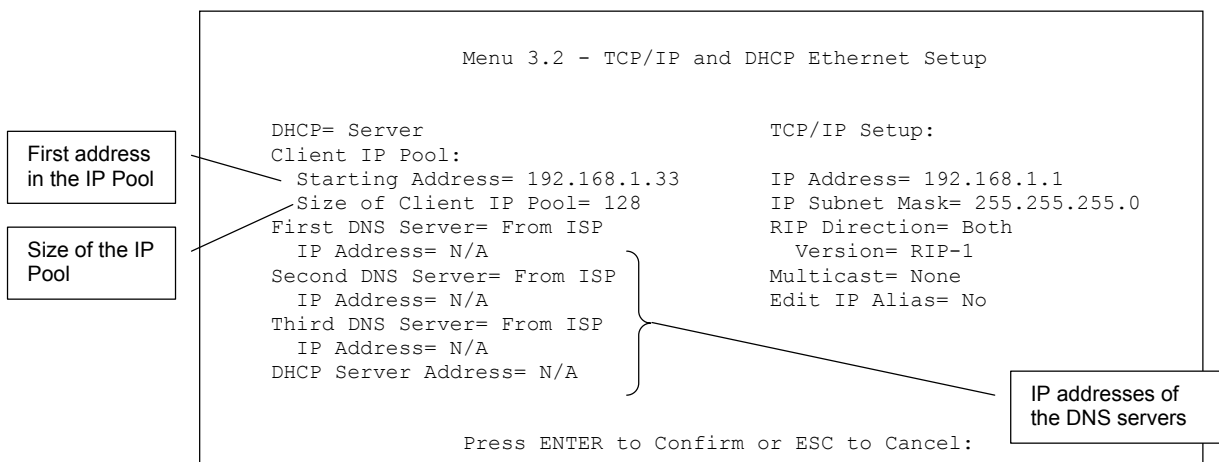 Menu 3.2 - TCP/IP and DHCP Ethernet Setup
First address
in the IP Pool
Size of the IP
Pool
DHCP= Server
Client IP Pool:
Starting Address= 192.168.1.33
Size of Client IP Pool= 128
First DNS Server= From ISP
IP Address= N/A
Second DNS Server= From ISP
IP Address= N/A
Third DNS Server= From ISP
IP Address= N/A
DHCP Server Address= N/A
TCP/IP Setup:
IP Address= 192.168.1.1
IP Subnet Mask= 255.255.255.0
RIP Direction= Both
Version= RIP-1
Multicast= None
Edit IP Alias= No
IP addresses of
the DNS servers
Press ENTER to Confirm or ESC to Cancel: